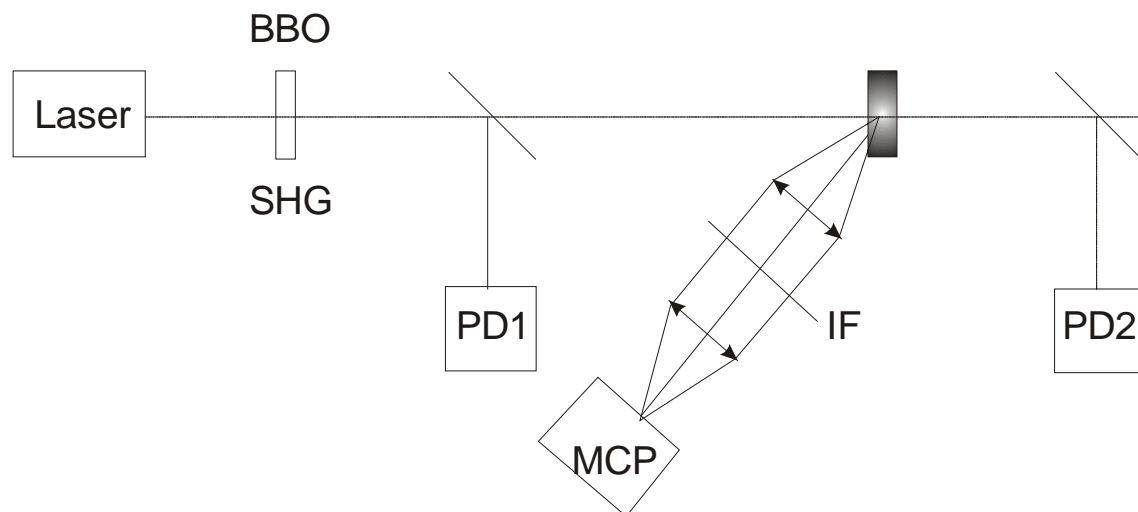 BBO
Laser
SHG
PD1
IF
PD2
MCP